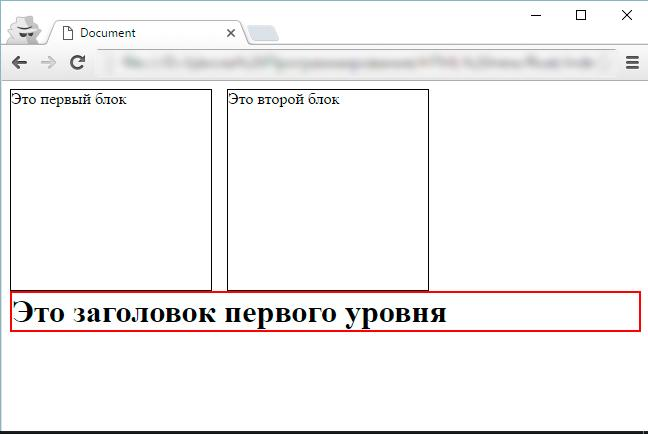 Document
Это первый блок
Это второй блок
Это заголовок первого уровня